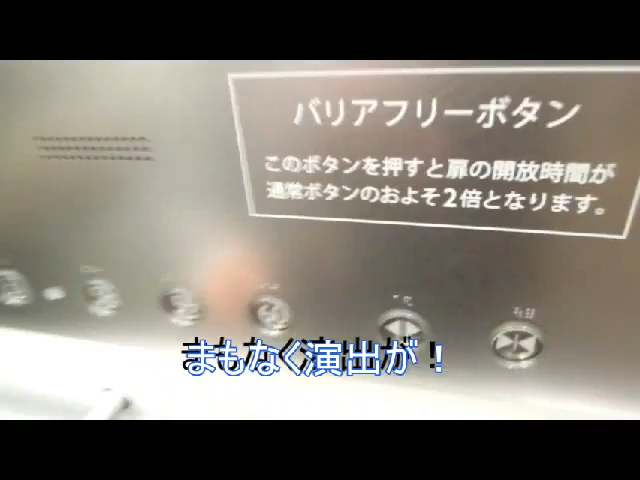 バリアフリーボタン
このボタンを押すと扉の開放時間が
通常ボタンのおよそ2倍となります。
まもなく演出が！